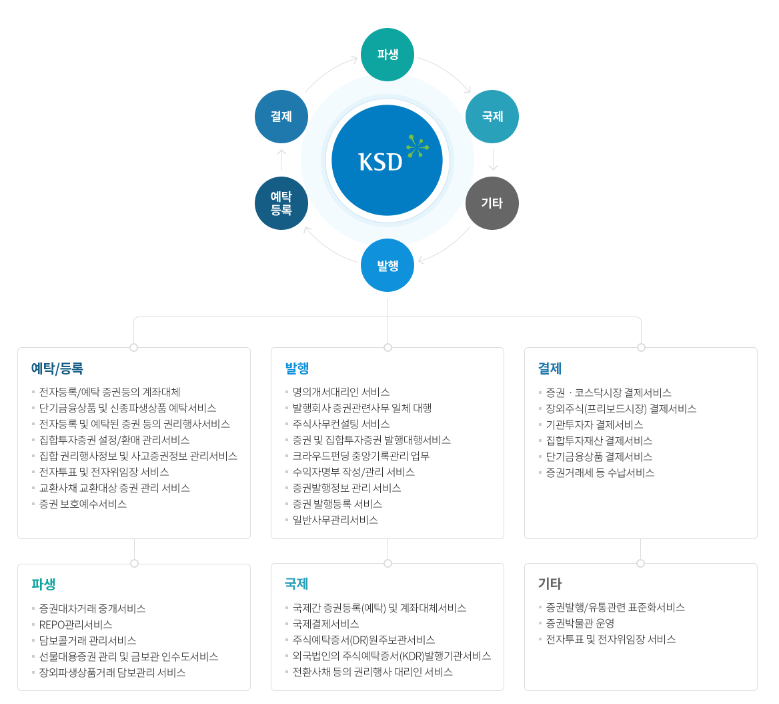 파생
결제
국제
KSD
예탁
등록
기타
발행
예탁/등록
전자등록/예탁 증권등의 계좌대체
단기금융상품 및 신종파생상품 예탁서비스
전자등록 및 예탁된 증권 등의 권리행사서비스
집합투자증권 설정/환매 관리서비스
집합 권리행사정보 및 사고증권정보 관리서비스
전자투표 및 전자위임장 서비스
교환사채 교환대상 증권 관리 서비스
증권 보호예수서비스
발행
명의개서대리인 서비스
발행회사 증권관련사무 일체 대행
주식사무컨설팅 서비스
증권 및 집합투자증권 발행대행서비스
크라우드펀딩 중앙기록관리 업무
수익자명부 작성/관리 서비스
증권발행정보 관리 서비스
증권 발행등록 서비스
일반사무관리서비스
결제
증권 · 코스닥시장 결제서비스
장외주식(프리보드시장) 결제서비스
기관투자자 결제서비스
집합투자재산 결제서비스
단기금융상품 결제서비스
증권거래세 등 수납서비스
파생
증권대차거래 중개서비스
REPO관리서비스
담보콜거래 관리서비스
선물대용증권 관리 및 금보관 인수도서비스
장외파생상품거래 담보관리 서비스
국제
국제간 증권등록(예탁) 및 계좌대체서비스
국제결제서비스
주식예탁증서(DR)원주보관서비스
외국법인의 주식예탁증서(KDR)발행기관서비스
전환사채 등의 권리행사 대리인 서비스
기타
증권발행/유통관련 표준화서비스
증권박물관 운영
전자투표 및 전자위임장 서비스